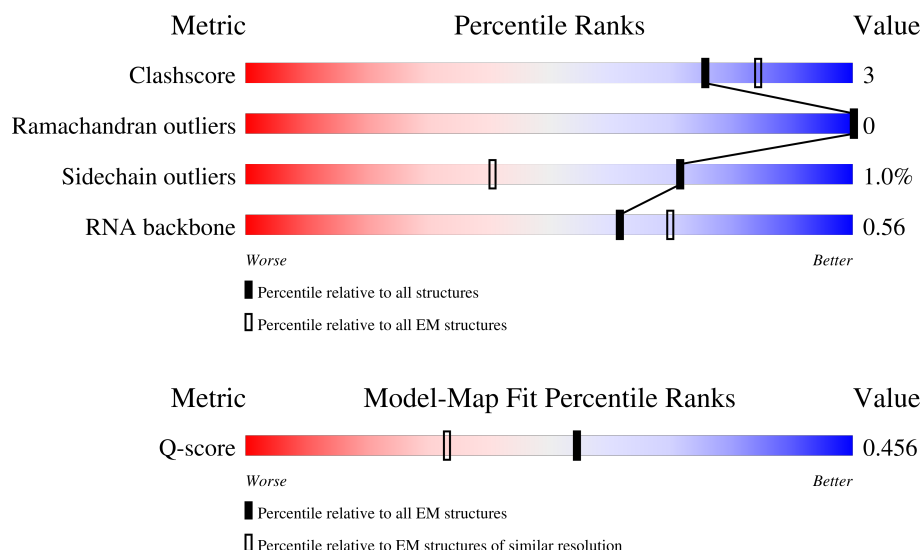 Metric Percentile Ranks Value
Clashscore 3
Ramachandran outliers 0
Sidechain outliers 1.0%
RNA backbone 0.56
Worse Better
Percentile relative to all structures
Percentile relative to all EM structures
Metric Model-Map Fit Percentile Ranks Value
Q-score 0.456
Worse Better
Percentile relative to all EM structures
Percentile relative to EM structures of similar resolution